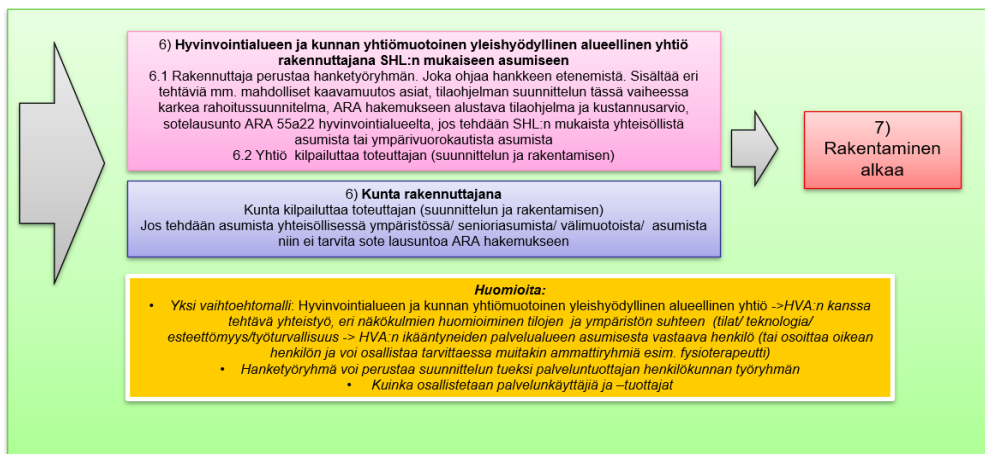 6) Hyvinvointialueen ja kunnan yhtiömuotoinen yleishyödyllinen alueellinen yhtiö
rakennuttajana SHL:n mukaiseen asumiseen
6.1 Rakennuttaja perustaa hanketyöryhmän. Joka ohjaa hankkeen etenemistä. Sisältää eri
tehtäviä mm. mahdolliset kaavamuutos asiat, tilaohjelman suunnittelun tässä vaiheessa
karkea rahoitussuunnitelma, ARA hakemukseen alustava tilaohjelma ja kustannusarvio,
sotelausunto ARA 55a22 hyvinvointialueelta, jos tehdään SHL:n mukaista yhteisöllistä
asumista tai ympärivuorokautista asumista
6.2 Yhtiö kilpailuttaa toteuttajan (suunnittelun ja rakentamisen)
6) Kunta rakennuttajana
Kunta kilpailuttaa toteuttajan (suunnittelun ja rakentamisen)
Jos tehdään asumista yhteisöllisessä ympäristössä/ senioriasumista/ välimuotoista/ asumista
niin ei tarvita sote lausuntoa ARA hakemukseen
7)
Rakentaminen
alkaa
Huomioita:
• Yksi vaihtoehtomalli: Hyvinvointialueen ja kunnan yhtiömuotoinen yleishyödyllinen alueellinen yhtiö ->HVA:n kanssa
tehtävä yhteistyö, eri näkökulmien huomioiminen tilojen ja ympäristön suhteen (tilat/ teknologia/
esteettömyys/työturvallisuus -> HVA:n ikääntyneiden palvelualueen asumisesta vastaava henkilö (tai osoittaa oikean
henkilön ja voi osallistaa tarvittaessa muitakin ammattiryhmiä esim. fysioterapeutti)
• Hanketyöryhmä voi perustaa suunnittelun tueksi palveluntuottajan henkilökunnan työryhmän
• Kuinka osallistetaan palvelunkäyttäjiä ja –tuottajat